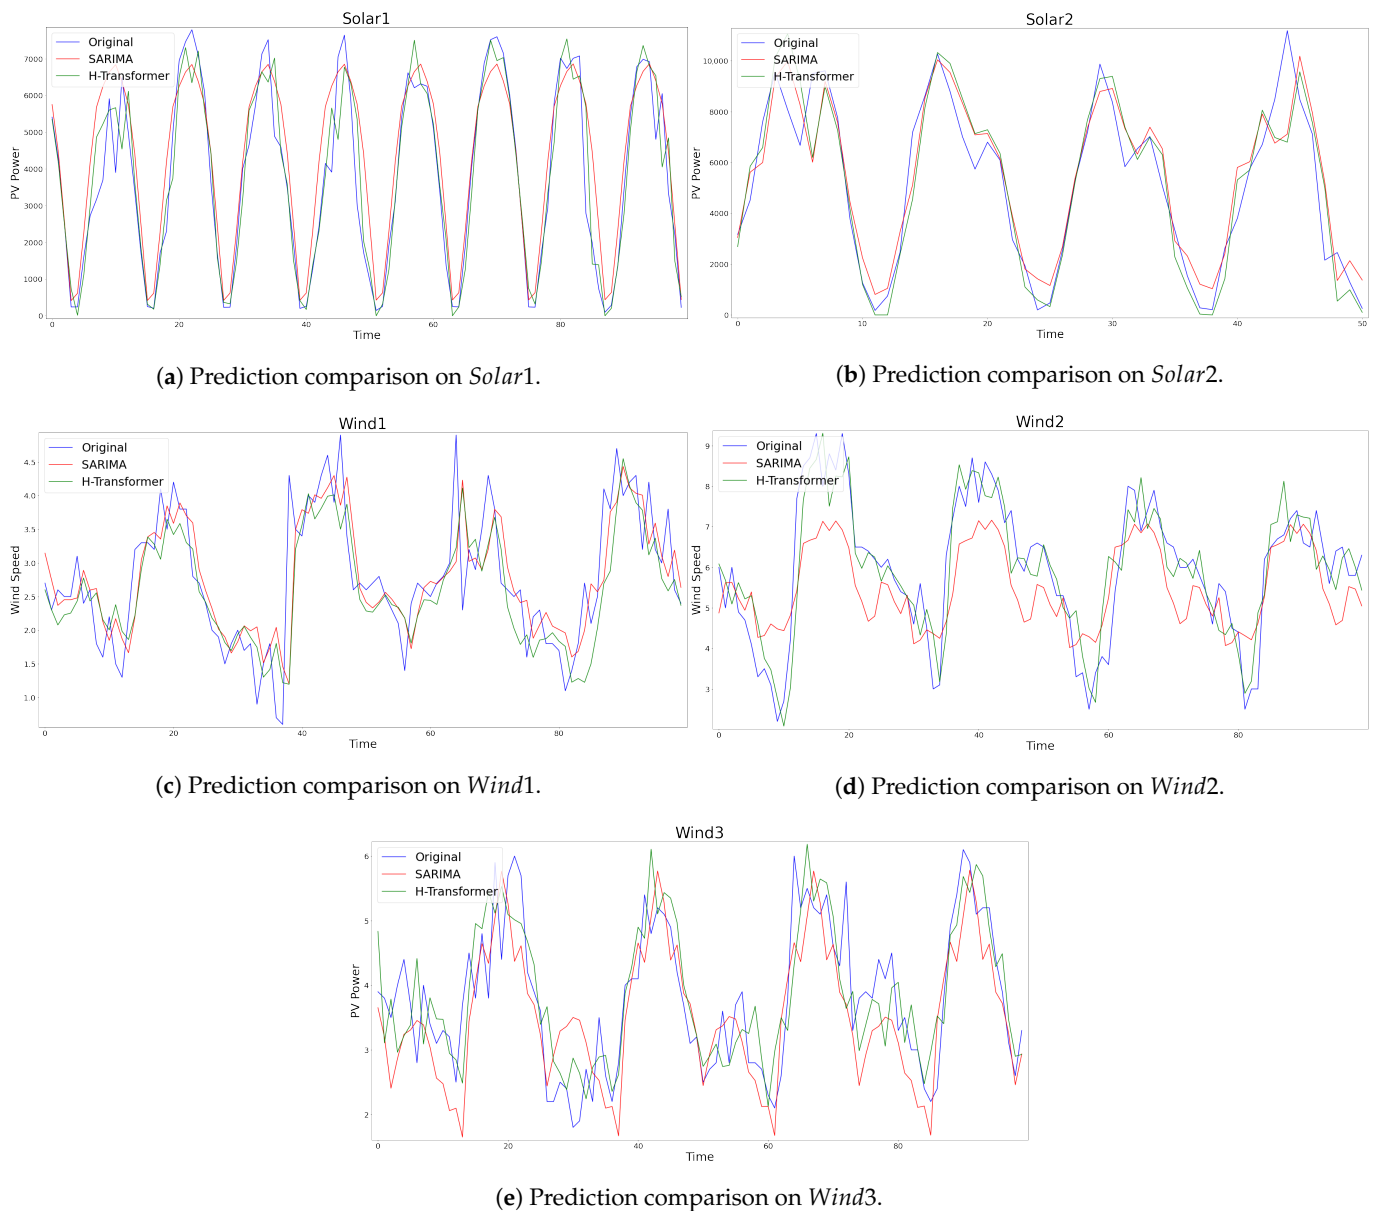 Solar1
Original
SARIMA
H-Transformer
PV Power
7000
6000
5000
4000
3000
2000
1000
0
0
20
40
60
80
Time
(a) Prediction comparison on Solar1.
Solar2
Original
SARIMA
H-Transformer
PV Power
10,000
8000
6000
4000
2000
0
0
10
20
30
40
50
Time
(b) Prediction comparison on Solar2.
Wind1
Original
SARIMA
H-Transformer
Wind Speed
4.5
4.0
3.5
3.0
2.5
2.0
1.5
1.0
0
20
40
60
80
Time
(c) Prediction comparison on Wind1.
Wind2
Original
SARIMA
H-Transformer
Wind Speed
9
8
7
6
5
4
3
0
20
40
60
80
Time
(d) Prediction comparison on Wind2.
Wind3
Original
SARIMA
H-Transformer
PV Power
6
5
4
3
2
0
20
40
60
80
Time
(e) Prediction comparison on Wind3.